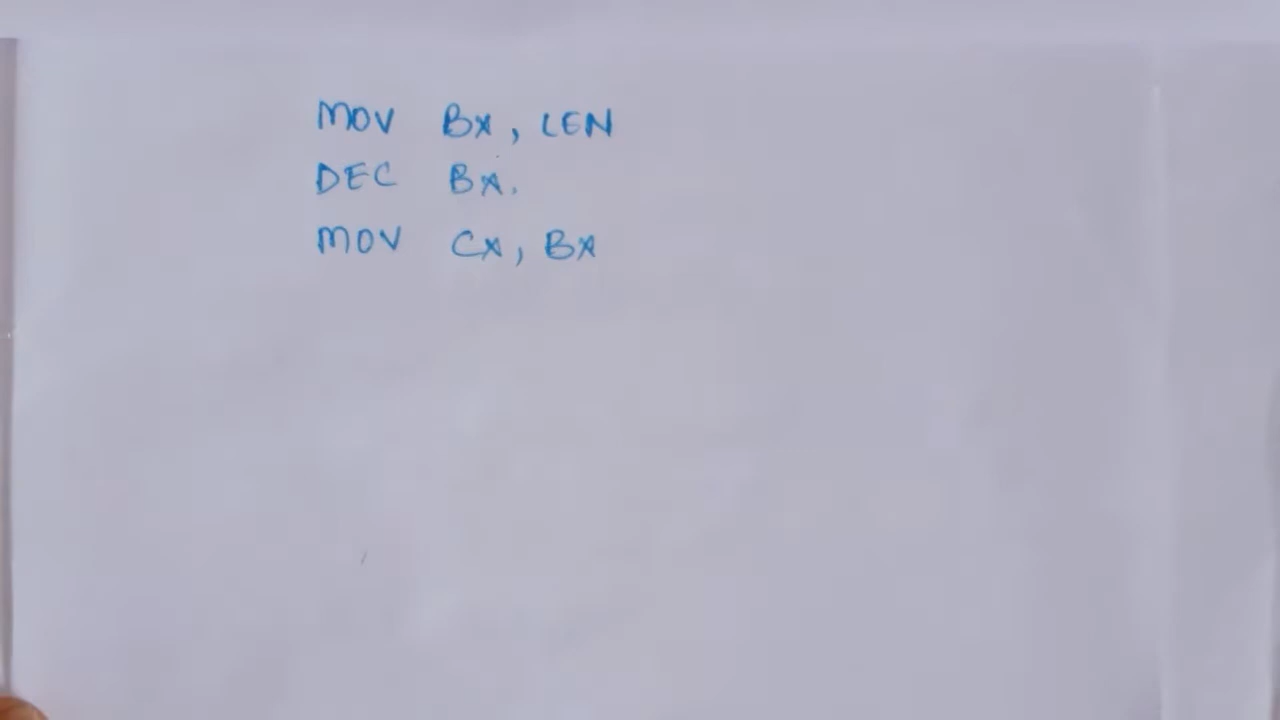 MOV BX, LEN
DEC BX.
MOV CX, BX